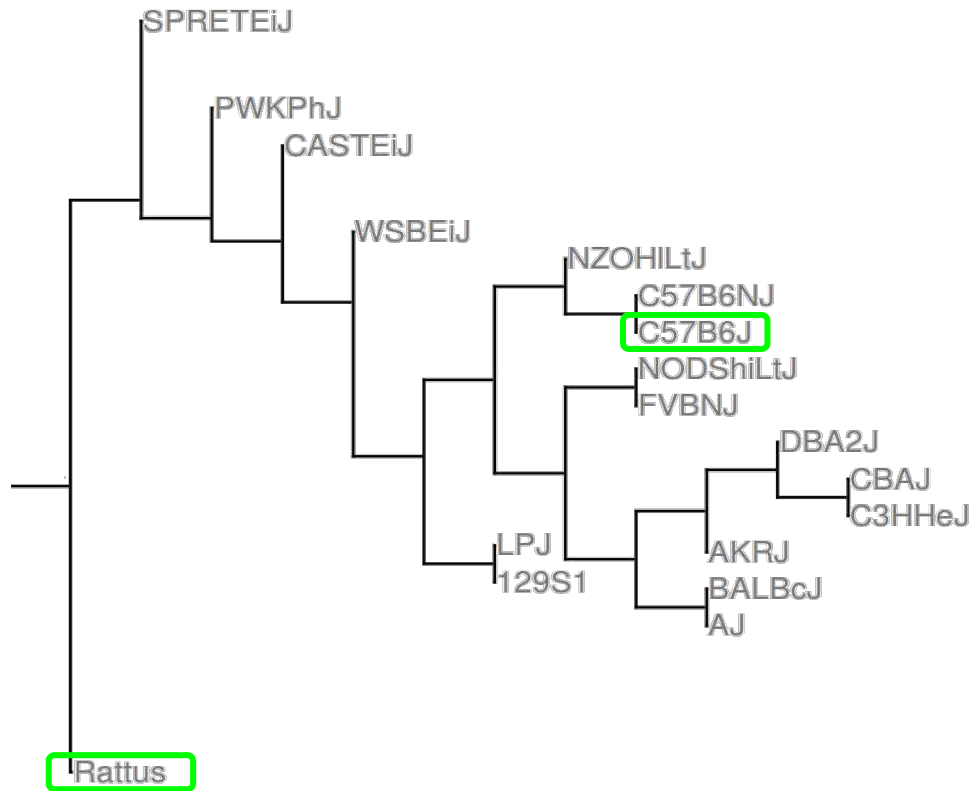 SPRETEiJ
PWKPhJ
CASTEiJ
WSBEiJ
NZOHlLtJ
C57B6NJ
C57B6J
NODShiLtJ
FVBNJ
DBA2J
CBAJ
C3HHeJ
LPJ
AKRJ
129S1
BALBcJ
AJ
Rattus